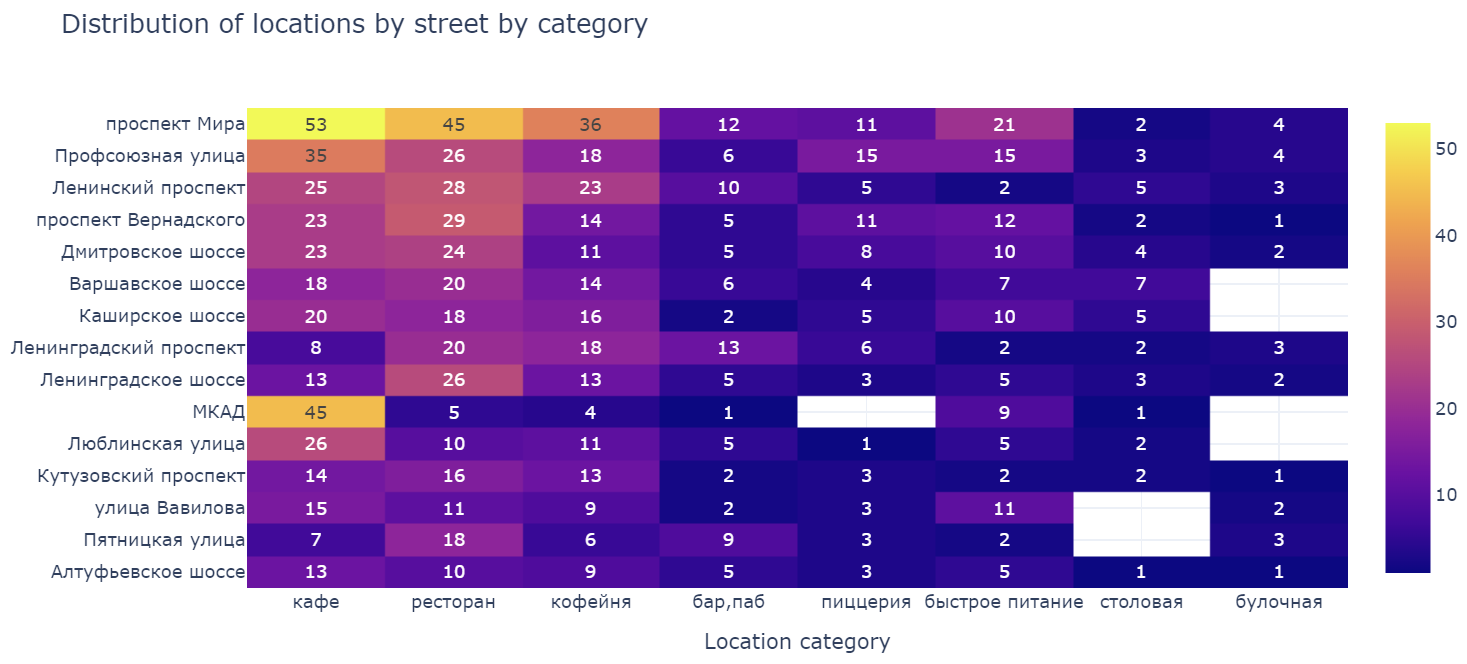 Distribution of locations by street by category
проспект Мира 53 45 36 12 11 21 2 4
Профсоюзная улица 35 26 18 6 15 15 3 4
Ленинский проспект 25 28 23 10 5 2 5 3
проспект Вернадского 23 29 14 5 11 12 2 1
Дмитровское шоссе 23 24 11 5 8 10 4 2
Варшавское шоссе 18 20 14 6 4 7 7
Каширское шоссе 20 18 16 2 5 10 5
Ленинградский проспект 8 20 18 13 6 2 2 3
Ленинградское шоссе 13 26 13 5 3 5 3 2
МКАД 45 5 4 1 9 1
Люблинская улица 26 10 11 5 1 5 2
Кутузовский проспект 14 16 13 2 3 2 2 1
улица Вавилова 15 11 9 2 3 11 2
Пятницкая улица 7 18 6 9 3 2 3
Алтуфьевское шоссе 13 10 9 5 3 5 1 1
кафе ресторан кофейня бар,паб пиццерия быстрое питание столовая булочная
Location category
50
40
30
20
10